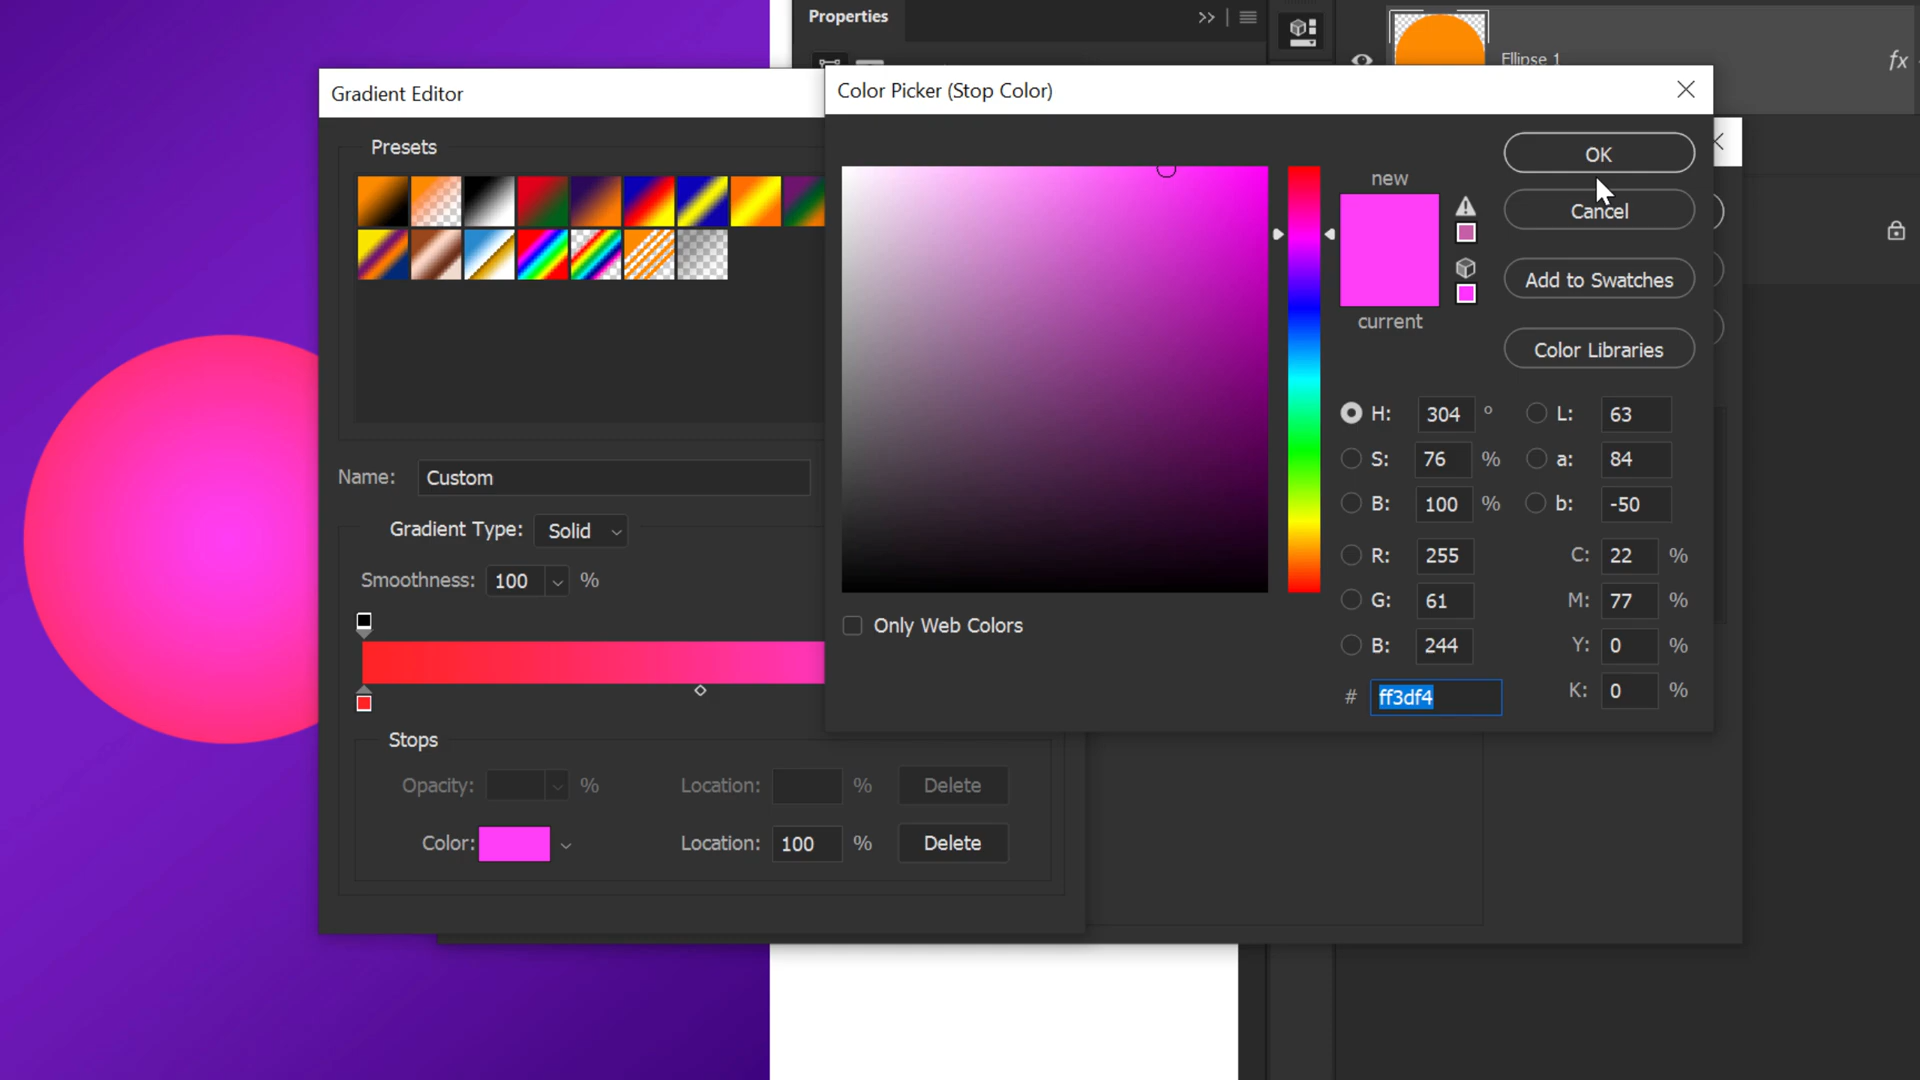 Properties
Ellipse 1
fx
Gradient Editor
Presets
Name: Custom
Gradient Type: Solid
Smoothness: 100 %
Stops
Opacity: % Location: % Delete
Color: Location: 100 % Delete
Color Picker (Stop Color)
new
current
OK
Cancel
Add to Swatches
Color Libraries
H: 304 °
S: 76 %
B: 100 %
L: 63
a: 84
b: -50
R: 255
G: 61
B: 244
# ff3df4
C: 22 %
M: 77 %
Y: 0 %
K: 0 %
Only Web Colors